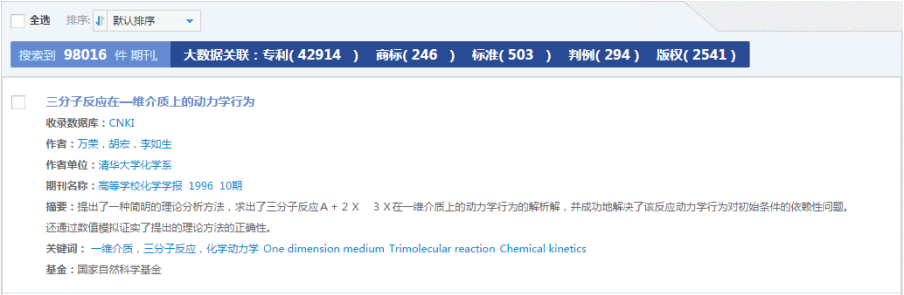 全选 排序: 默认排序
搜索到 98016 件 期刊, 大数据关联：专利( 42914 ) 商标( 246 ) 标准( 503 ) 判例( 294 ) 版权( 2541 )
三分子反应在一维介质上的动力学行为
收录数据库：CNKI
作者：万荣，胡宏，李如生
作者单位：清华大学化学系
期刊名称：高等学校化学学报 1996 10期
摘要：提出了一种简明的理论分析方法，求出了三分子反应Ａ+２Ｘ　３Ｘ在一维介质上的动力学行为的解析解，并成功地解决了该反应动力学行为对初始条件的依赖性问题。
还通过数值模拟证实了提出的理论方法的正确性。
关键词： 一维介质，三分子反应，化学动力学 One dimension medium Trimolecular reaction Chemical kinetics
基金：国家自然科学基金